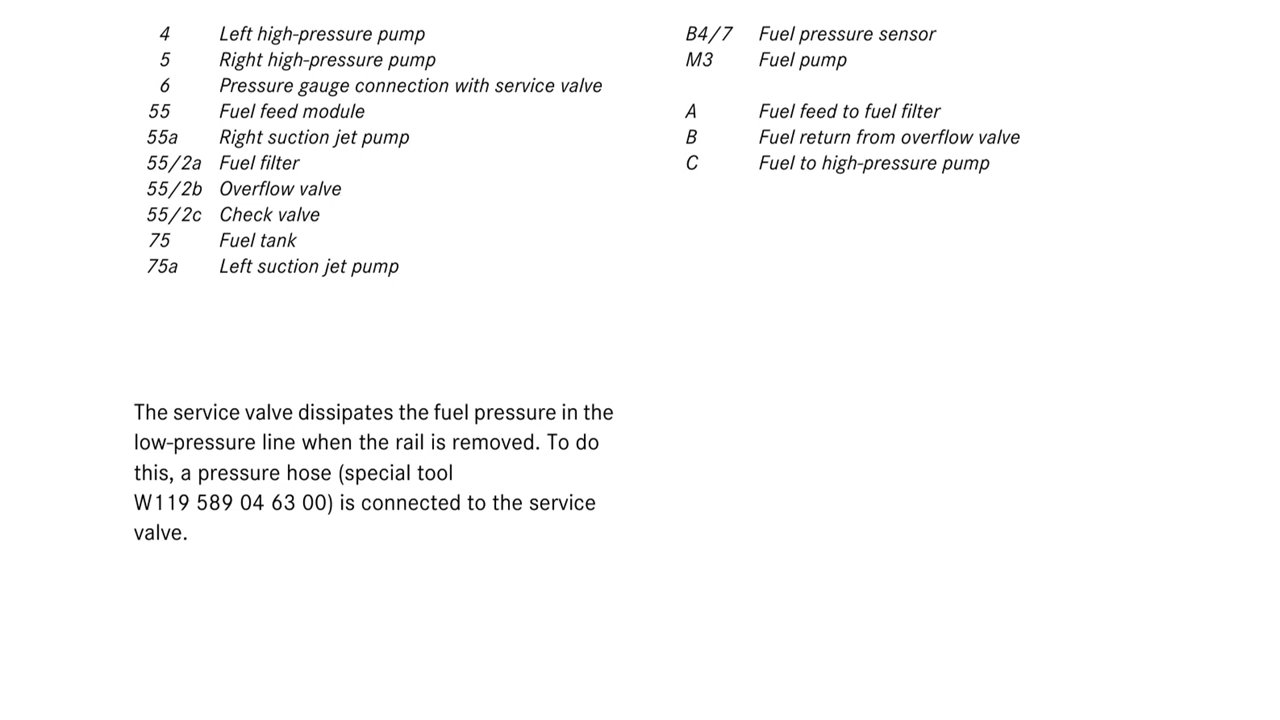 4 Left high-pressure pump
5 Right high-pressure pump
6 Pressure gauge connection with service valve
55 Fuel feed module
55a Right suction jet pump
55/2a Fuel filter
55/2b Overflow valve
55/2c Check valve
75 Fuel tank
75a Left suction jet pump
B4/7 Fuel pressure sensor
M3 Fuel pump
A Fuel feed to fuel filter
B Fuel return from overflow valve
C Fuel to high-pressure pump
The service valve dissipates the fuel pressure in the
low-pressure line when the rail is removed. To do
this, a pressure hose (special tool
W119 589 04 63 00) is connected to the service
valve.